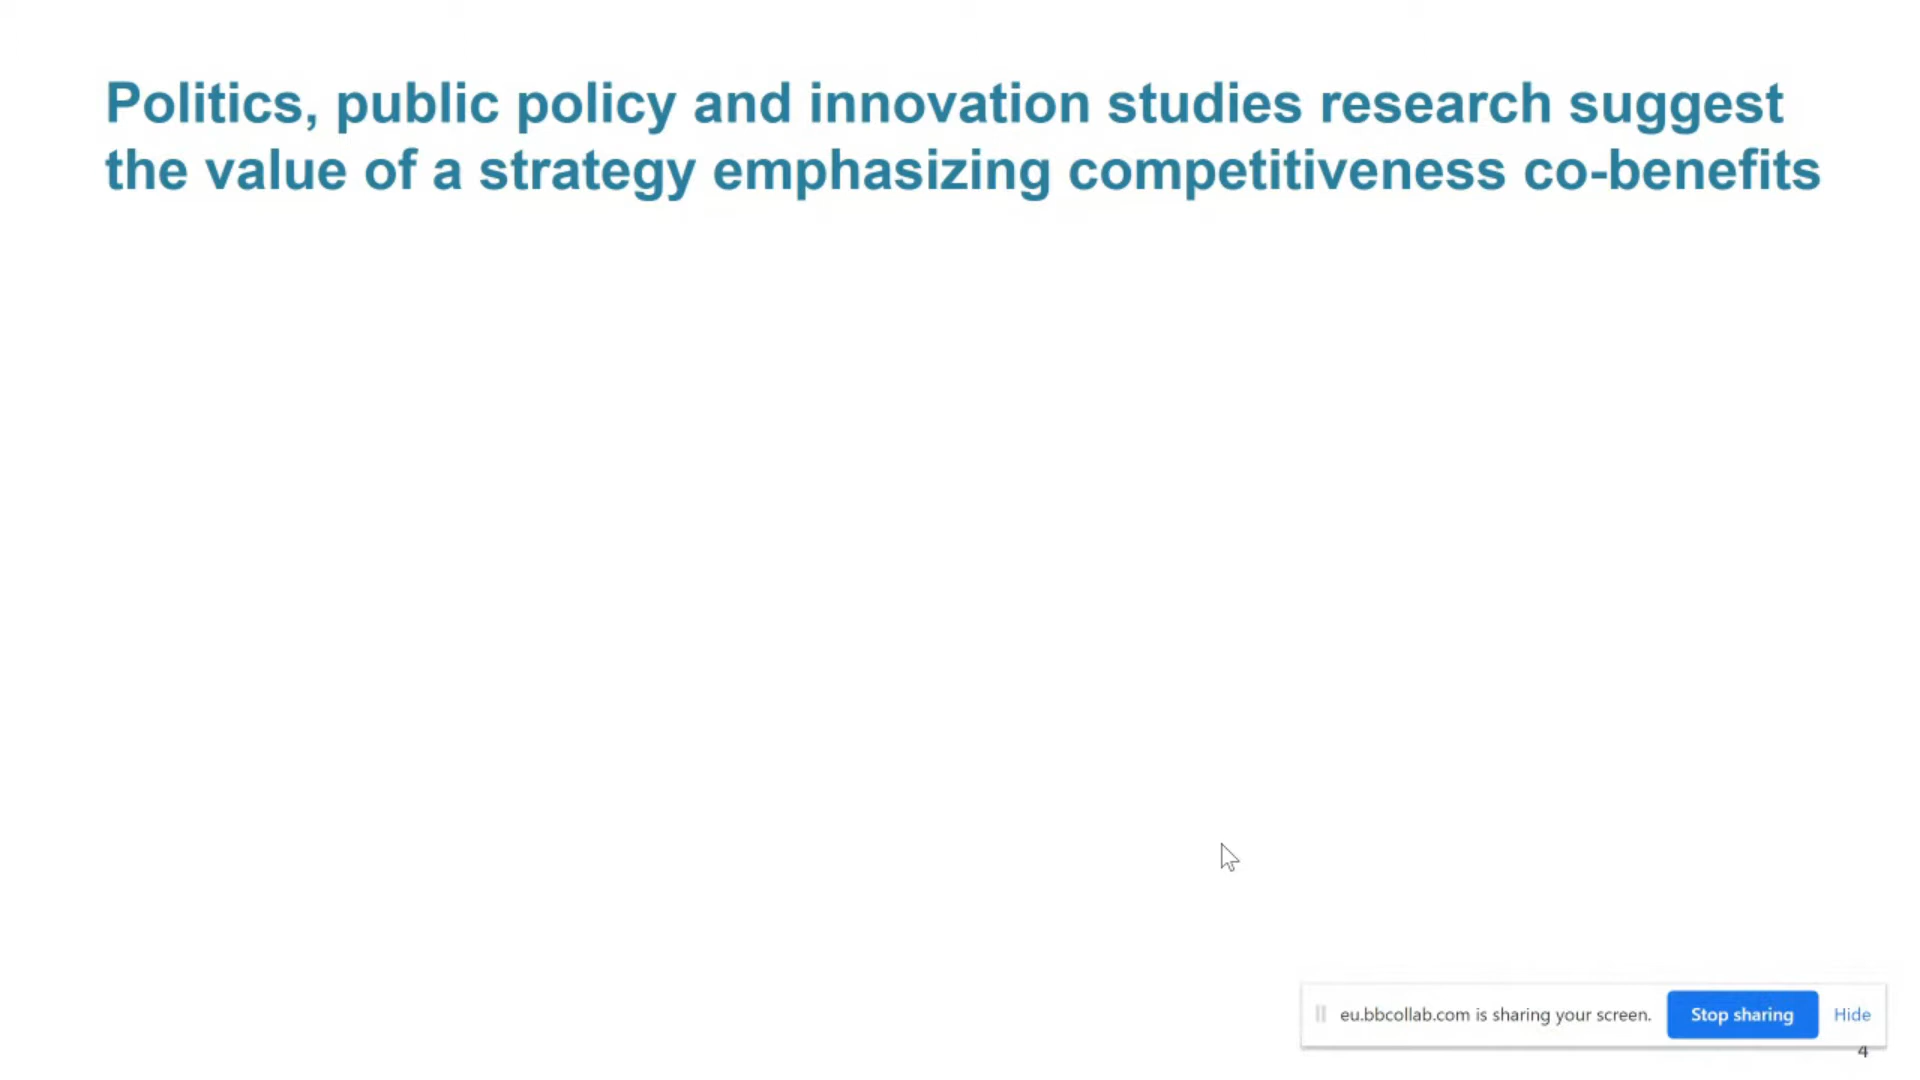 Politics, public policy and innovation studies research suggest
the value of a strategy emphasizing competitiveness co-benefits
eu.bbcollab.com is sharing your screen. Stop sharing Hide
4